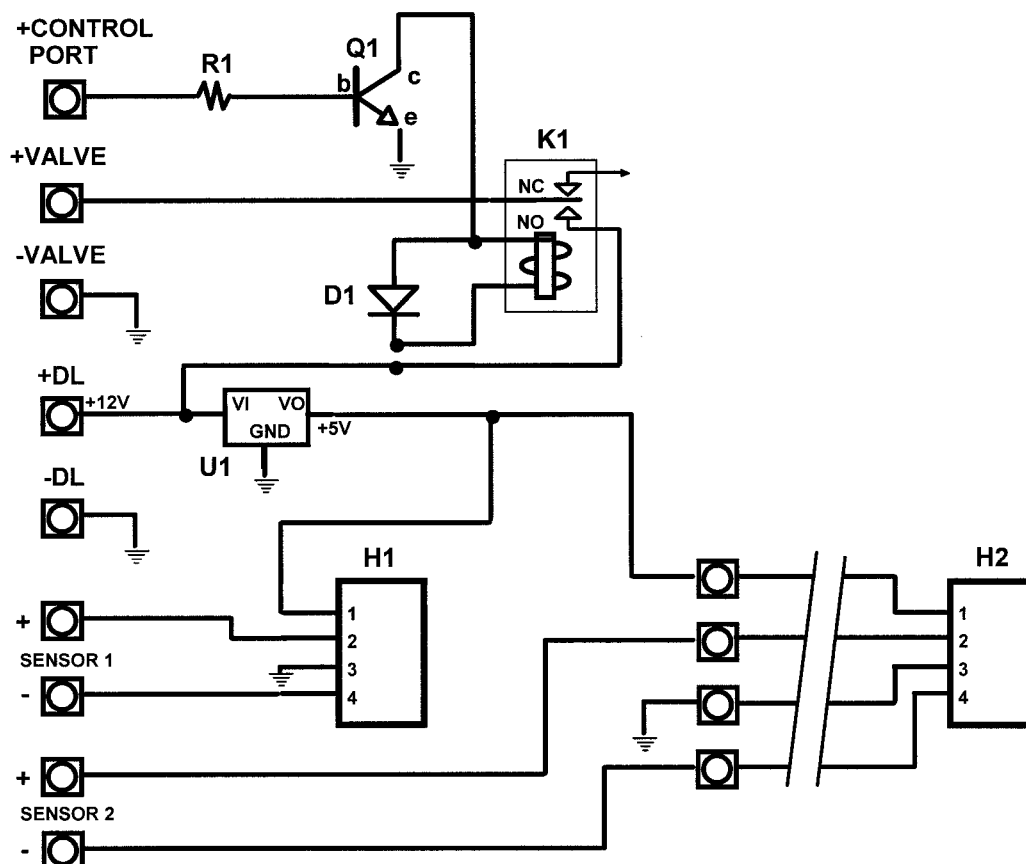 +CONTROL
PORT
R1
Q1
b
c
e
+VALVE
K1
NC
NO
-VALVE
D1
+DL
+12V
VI
VO
GND
+5V
U1
-DL
H1
H2
1
2
3
4
1
2
3
4
+
SENSOR 1
-
+
SENSOR 2
-